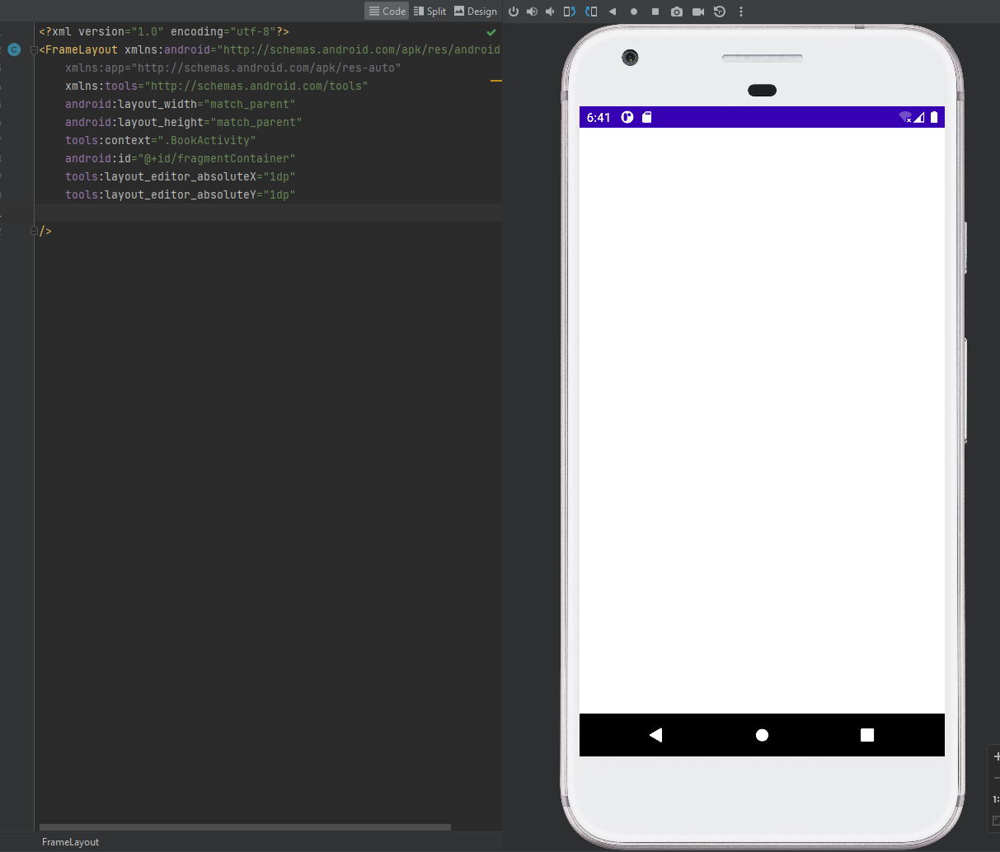 Code Split Design
<?xml version="1.0" encoding="utf-8"?>
<FrameLayout xmlns:android="http://schemas.android.com/apk/res/android
xmlns:app="http://schemas.android.com/apk/res-auto"
xmlns:tools="http://schemas.android.com/tools"
android:layout_width="match_parent"
android:layout_height="match_parent"
tools:context=".BookActivity"
android:id="@+id/fragmentContainer"
tools:layout_editor_absoluteX="1dp"
tools:layout_editor_absoluteY="1dp"
/>
FrameLayout
6:41